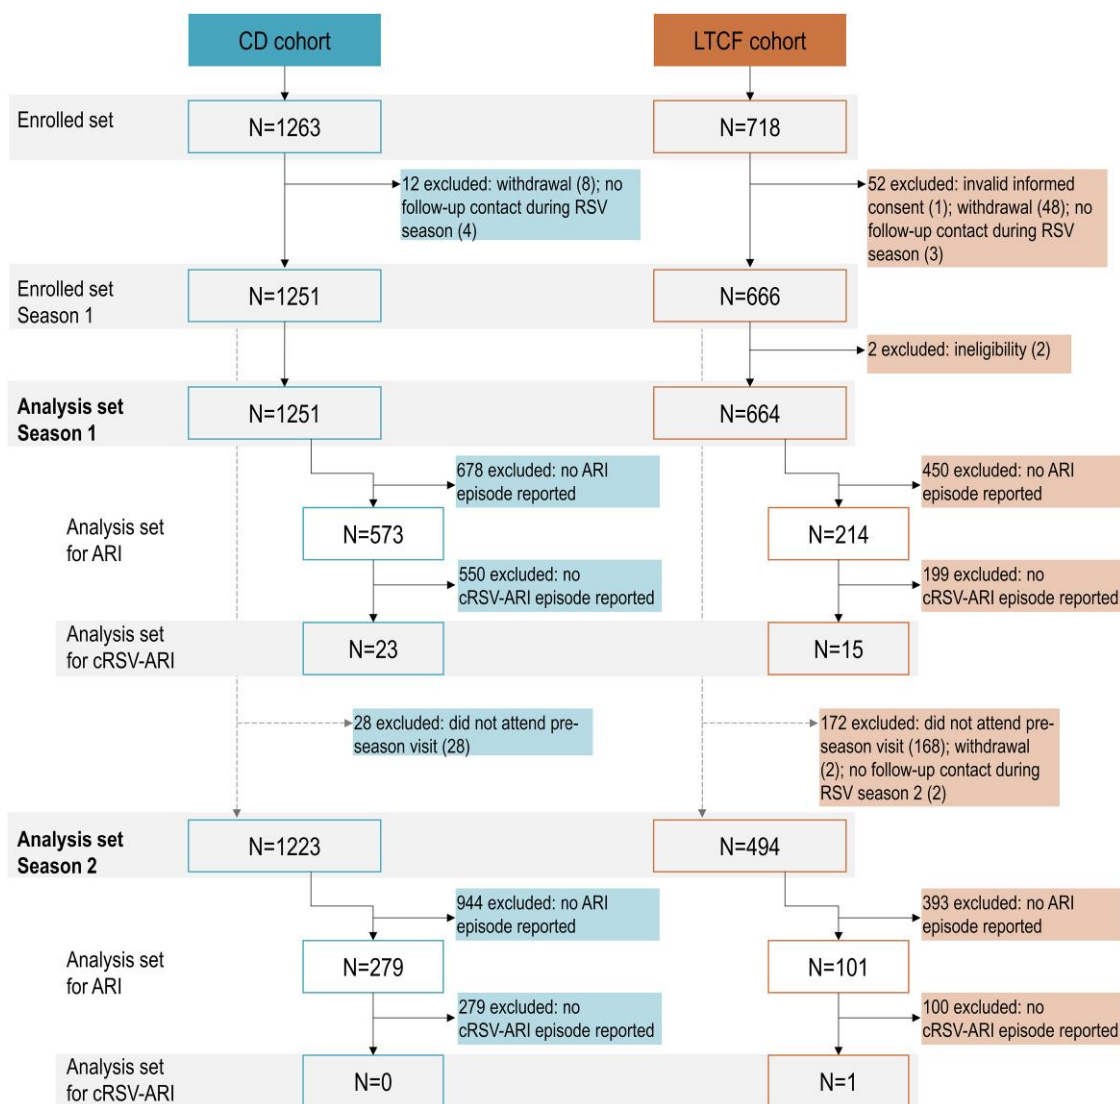 CD cohort
LTCF cohort
Enrolled set
N=1263
N=718
12 excluded: withdrawal (8); no
follow-up contact during RSV
season (4)
52 excluded: invalid informed
consent (1); withdrawal (48); no
follow-up contact during RSV
season (3)
Enrolled set
Season 1
N=1251
N=666
2 excluded: ineligibility (2)
Analysis set
Season 1
N=1251
N=664
678 excluded: no ARI
episode reported
450 excluded: no ARI
episode reported
Analysis set
for ARI
N=573
N=214
550 excluded: no
cRSV-ARI episode reported
199 excluded: no
cRSV-ARI episode reported
Analysis set
for cRSV-ARI
N=23
N=15
28 excluded: did not attend pre-
season visit (28)
172 excluded: did not attend pre-
season visit (168); withdrawal
(2); no follow-up contact during
RSV season 2 (2)
Analysis set
Season 2
N=1223
N=494
944 excluded: no ARI
episode reported
393 excluded: no ARI
episode reported
Analysis set
for ARI
N=279
N=101
279 excluded: no
cRSV-ARI episode reported
100 excluded: no
cRSV-ARI episode reported
Analysis set
for cRSV-ARI
N=0
N=1